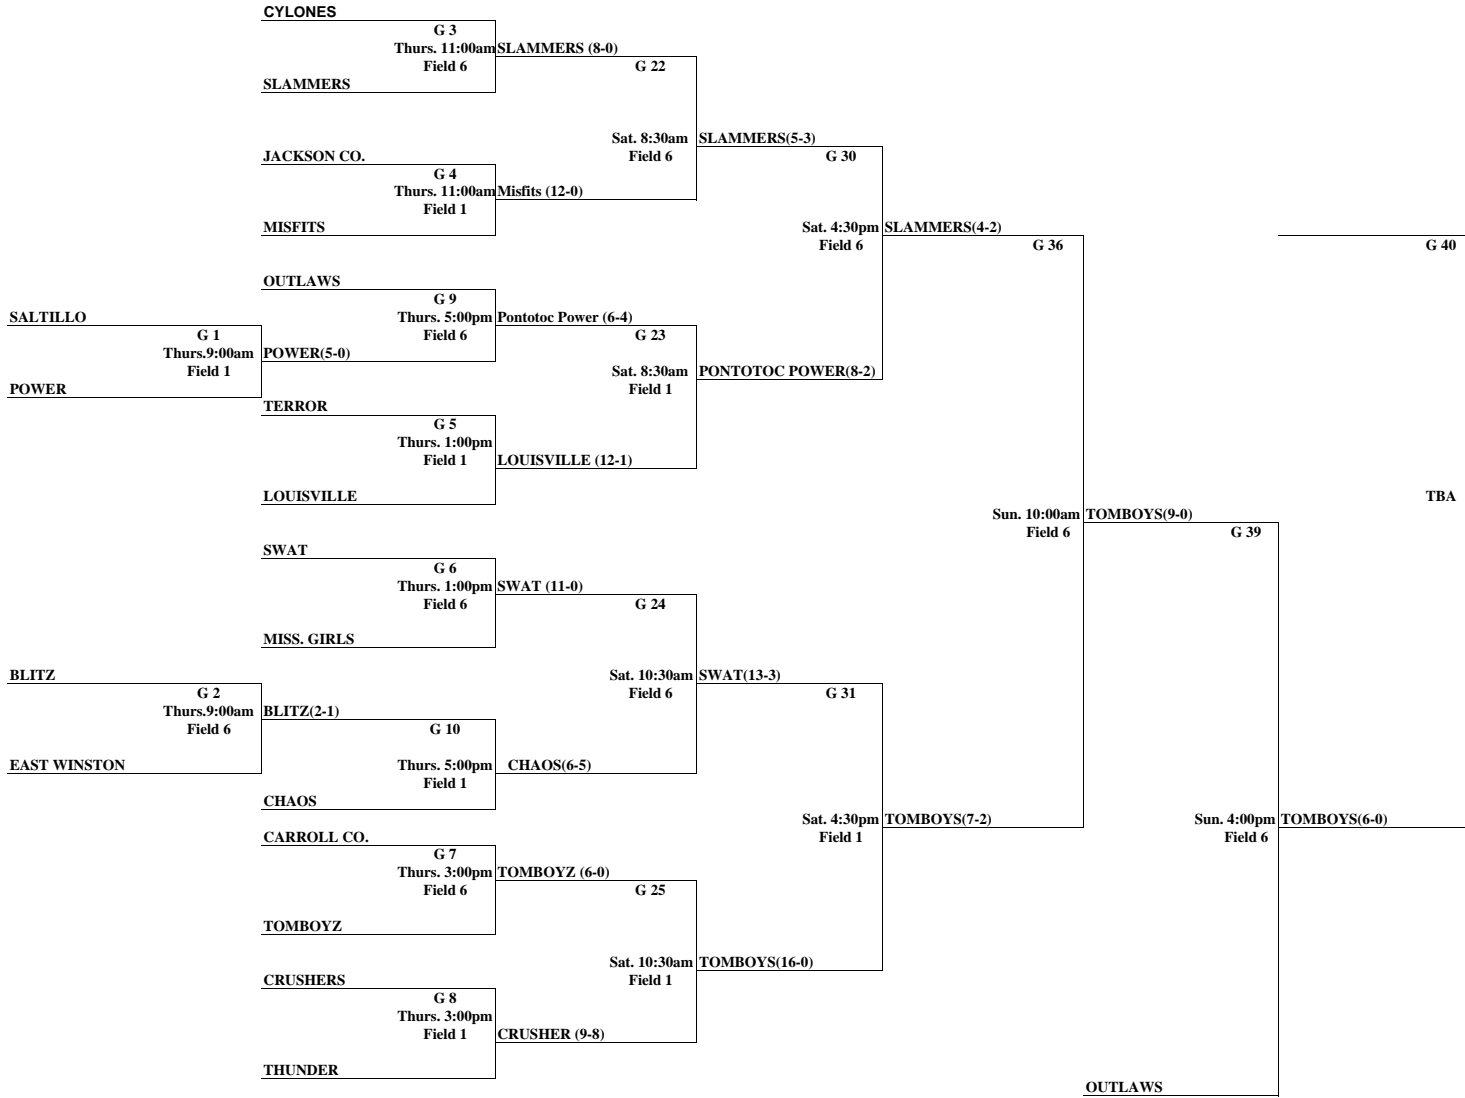 CYLONES
G 3
Thurs. 11:00am SLAMMERS (8-0)
Field 6
G 22
SLAMMERS
Sat. 8:30am SLAMMERS(5-3)
JACKSON CO.
Field 6
G 30
G 4
Thurs. 11:00am Misfits (12-0)
Field 1
MISFITS
Sat. 4:30pm SLAMMERS(4-2)
Field 6
G 36
G 40
OUTLAWS
G 9
SALTILLO
Thurs. 5:00pm Pontotoc Power (6-4)
G 1
Field 6
G 23
Thurs.9:00am POWER(5-0)
Field 1
Sat. 8:30am PONTOTOC POWER(8-2)
POWER
Field 1
TERROR
G 5
Thurs. 1:00pm
Field 1
LOUISVILLE (12-1)
LOUISVILLE
TBA
Sun. 10:00am TOMBOYS(9-0)
Field 6
G 39
SWAT
G 6
Thurs. 1:00pm SWAT (11-0)
Field 6
G 24
MISS. GIRLS
BLITZ
Sat. 10:30am SWAT(13-3)
G 2
Field 6
G 31
Thurs.9:00am BLITZ(2-1)
Field 6
G 10
EAST WINSTON
Thurs. 5:00pm CHAOS(6-5)
Field 1
CHAOS
Sat. 4:30pm TOMBOYS(7-2)
Sun. 4:00pm TOMBOYS(6-0)
CARROLL CO.
Field 1
Field 6
G 7
Thurs. 3:00pm TOMBOYZ (6-0)
Field 6
G 25
TOMBOYZ
Sat. 10:30am TOMBOYS(16-0)
CRUSHERS
Field 1
G 8
Thurs. 3:00pm
Field 1
CRUSHER (9-8)
THUNDER
OUTLAWS